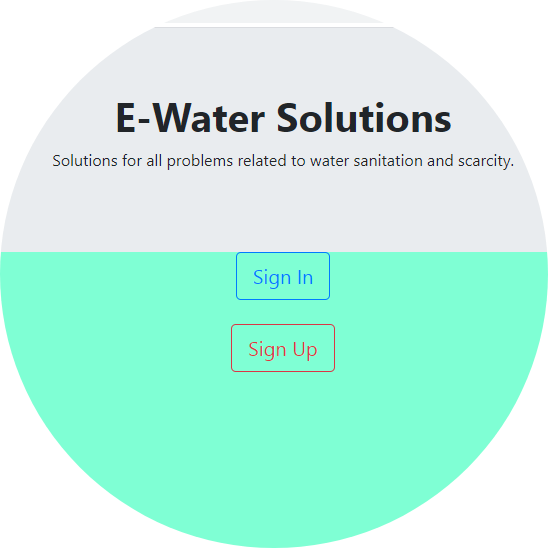 E-Water Solutions
Solutions for all problems related to water sanitation and scarcity.
Sign In
Sign Up